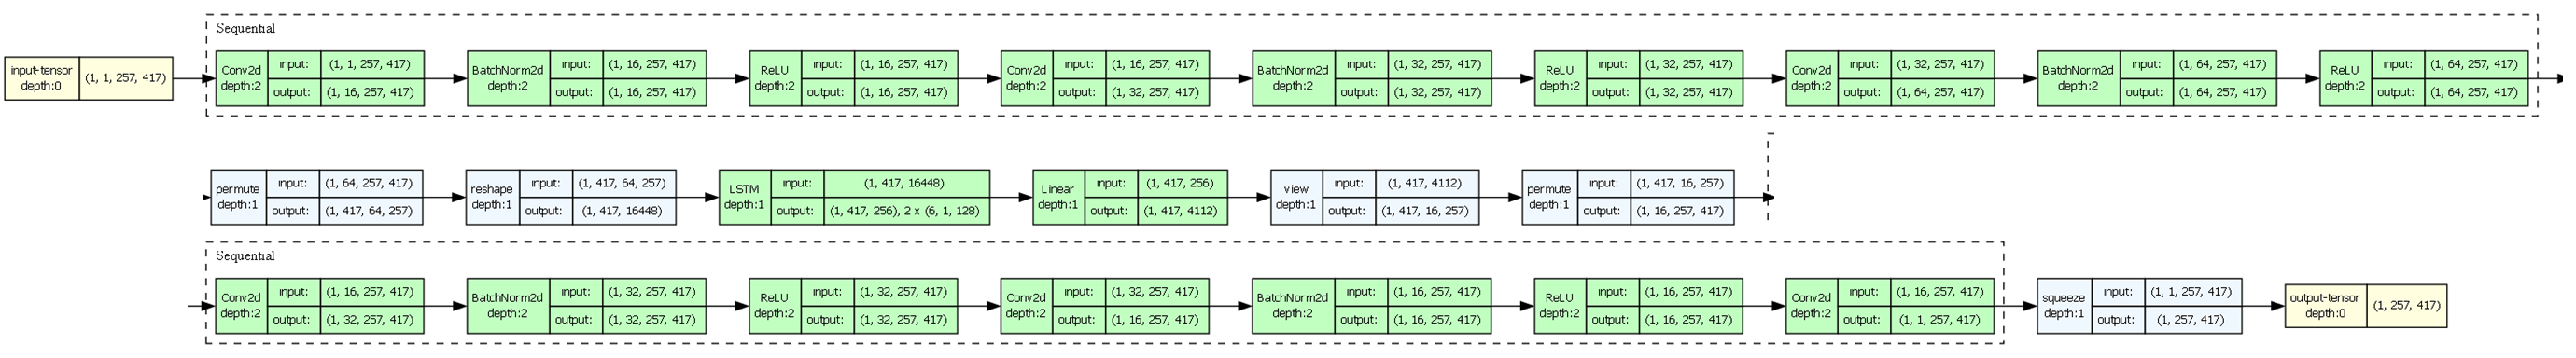 Sequential
input-tensor depth:0 (1, 1, 257, 417)
Conv2d depth:2 input: (1, 1, 257, 417) output: (1, 16, 257, 417)
BatchNorm2d depth:2 input: (1, 16, 257, 417) output: (1, 16, 257, 417)
ReLU depth:2 input: (1, 16, 257, 417) output: (1, 16, 257, 417)
Conv2d depth:2 input: (1, 16, 257, 417) output: (1, 32, 257, 417)
BatchNorm2d depth:2 input: (1, 32, 257, 417) output: (1, 32, 257, 417)
ReLU depth:2 input: (1, 32, 257, 417) output: (1, 32, 257, 417)
Conv2d depth:2 input: (1, 32, 257, 417) output: (1, 64, 257, 417)
BatchNorm2d depth:2 input: (1, 64, 257, 417) output: (1, 64, 257, 417)
ReLU depth:2 input: (1, 64, 257, 417) output: (1, 64, 257, 417)
permute depth:1 input: (1, 64, 257, 417) output: (1, 417, 64, 257)
reshape depth:1 input: (1, 417, 64, 257) output: (1, 417, 16448)
LSTM depth:1 input: (1, 417, 16448) output: (1, 417, 256), 2 x (6, 1, 128)
Linear depth:1 input: (1, 417, 256) output: (1, 417, 4112)
view depth:1 input: (1, 417, 4112) output: (1, 417, 16, 257)
permute depth:1 input: (1, 417, 16, 257) output: (1, 16, 257, 417)
Sequential
Conv2d depth:2 input: (1, 16, 257, 417) output: (1, 32, 257, 417)
BatchNorm2d depth:2 input: (1, 32, 257, 417) output: (1, 32, 257, 417)
ReLU depth:2 input: (1, 32, 257, 417) output: (1, 32, 257, 417)
Conv2d depth:2 input: (1, 32, 257, 417) output: (1, 16, 257, 417)
BatchNorm2d depth:2 input: (1, 16, 257, 417) output: (1, 16, 257, 417)
ReLU depth:2 input: (1, 16, 257, 417) output: (1, 16, 257, 417)
Conv2d depth:2 input: (1, 16, 257, 417) output: (1, 1, 257, 417)
squeeze depth:1 input: (1, 1, 257, 417) output: (1, 257, 417)
output-tensor depth:0 (1, 257, 417)